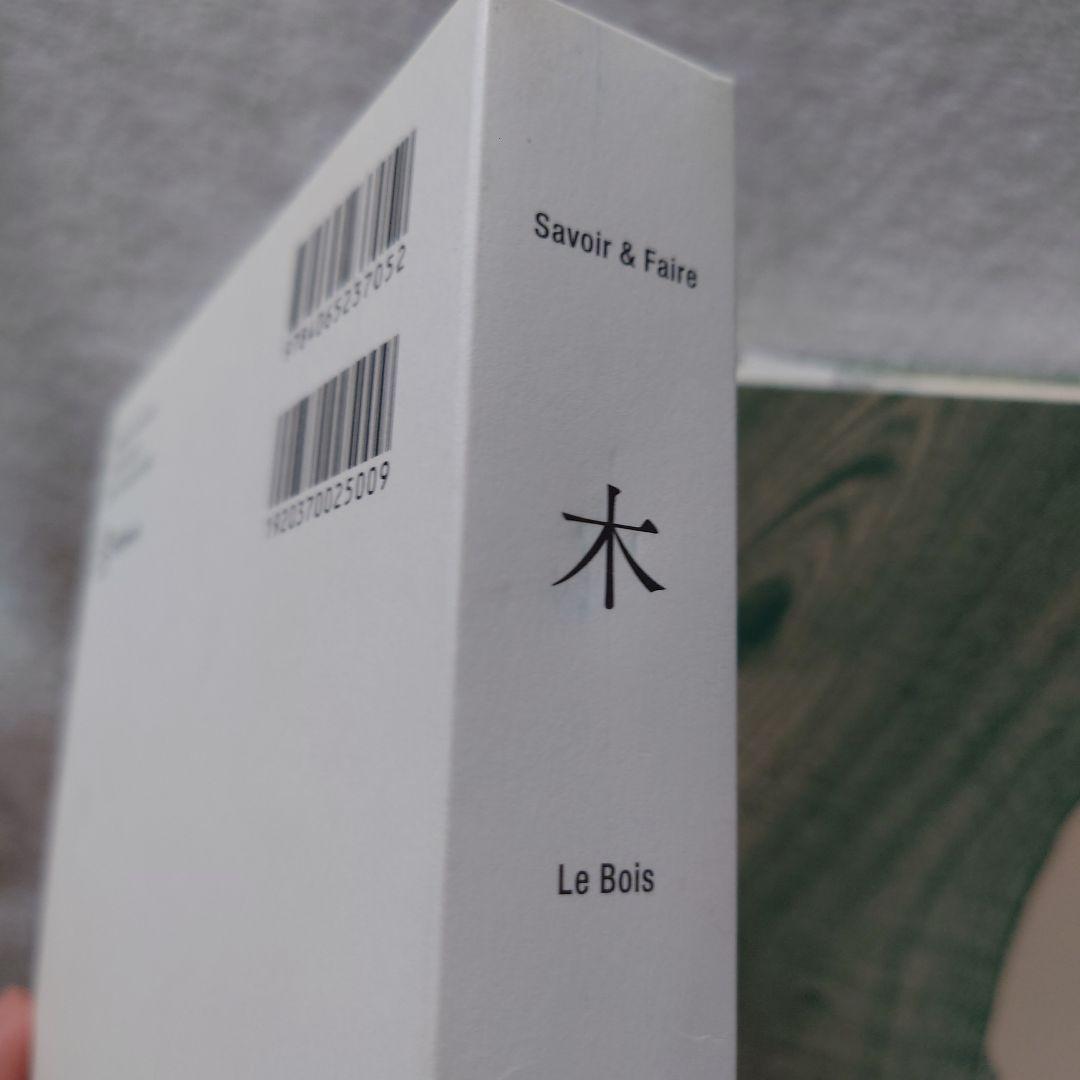 9784065237052
1920370025009
Savoir & Faire
木
Le Bois